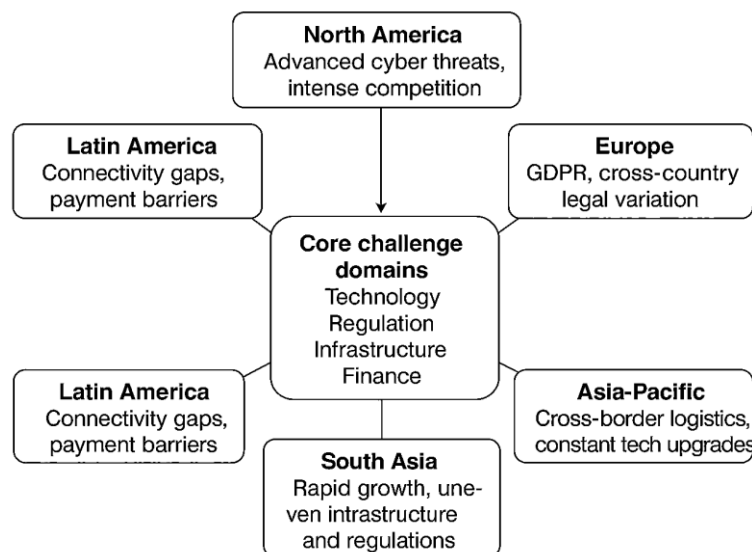 North America
Advanced cyber threats,
intense competition
Latin America
Connectivity gaps,
payment barriers
Europe
GDPR, cross-country
legal variation
Core challenge
domains
Technology
Regulation
Infrastructure
Finance
Latin America
Connectivity gaps,
payment barriers
Asia-Pacific
Cross-border logistics,
constant tech upgrades
South Asia
Rapid growth, une-
ven intrastructure
and regulations